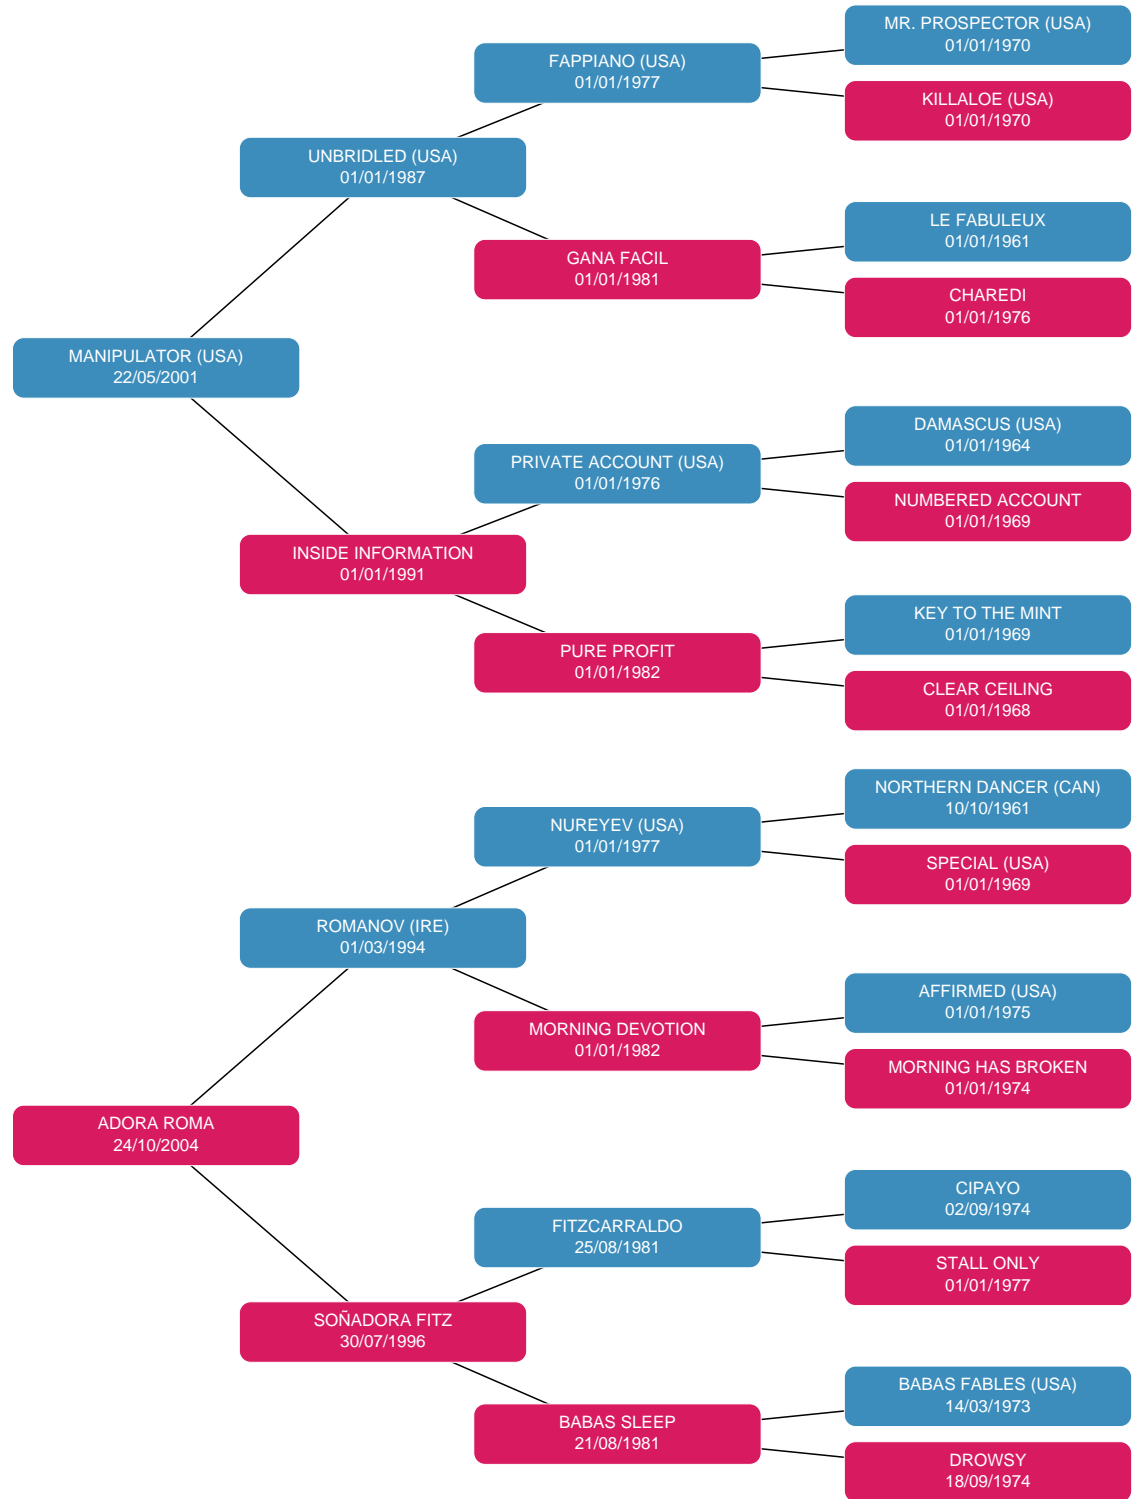 MR. PROSPECTOR (USA)
01/01/1970
FAPPIANO (USA)
01/01/1977
KILLALOE (USA)
01/01/1970
UNBRIDLED (USA)
01/01/1987
LE FABULEUX
01/01/1961
GANA FACIL
01/01/1981
CHAREDI
01/01/1976
MANIPULATOR (USA)
22/05/2001
DAMASCUS (USA)
01/01/1964
PRIVATE ACCOUNT (USA)
01/01/1976
NUMBERED ACCOUNT
01/01/1969
INSIDE INFORMATION
01/01/1991
KEY TO THE MINT
01/01/1969
PURE PROFIT
01/01/1982
CLEAR CEILING
01/01/1968
NORTHERN DANCER (CAN)
10/10/1961
NUREYEV (USA)
01/01/1977
SPECIAL (USA)
01/01/1969
ROMANOV (IRE)
01/03/1994
AFFIRMED (USA)
01/01/1975
MORNING DEVOTION
01/01/1982
MORNING HAS BROKEN
01/01/1974
ADORA ROMA
24/10/2004
CIPAYO
02/09/1974
FITZCARRALDO
25/08/1981
STALL ONLY
01/01/1977
SOÑADORA FITZ
30/07/1996
BABAS FABLES (USA)
14/03/1973
BABAS SLEEP
21/08/1981
DROWSY
18/09/1974